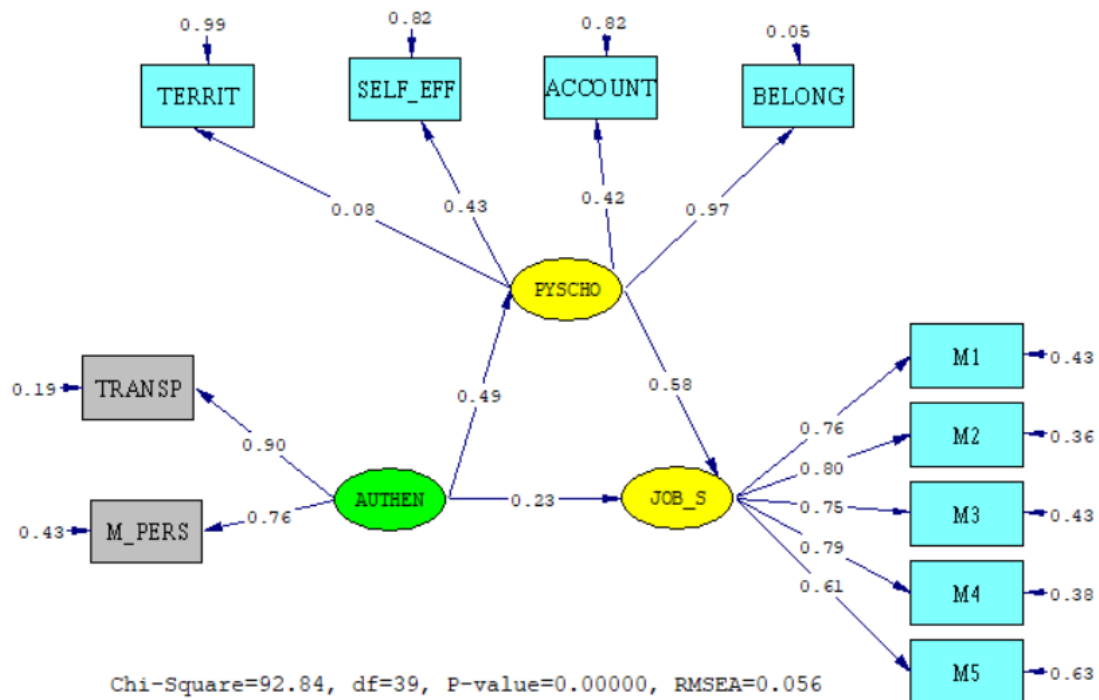 0.99
0.82
0.82
0.05
TERRIT
SELF_EFF
ACCOUNT
BELONG
0.08
0.43
0.42
0.97
PYSCHO
0.19
TRANSP
0.90
0.49
0.58
0.43
M_PERS
0.76
AUTHEN
0.23
JOB_S
0.76
0.80
0.75
0.79
0.61
M1
0.43
M2
0.36
M3
0.43
M4
0.38
M5
0.63
Chi-Square=92.84, df=39, P-value=0.00000, RMSEA=0.056